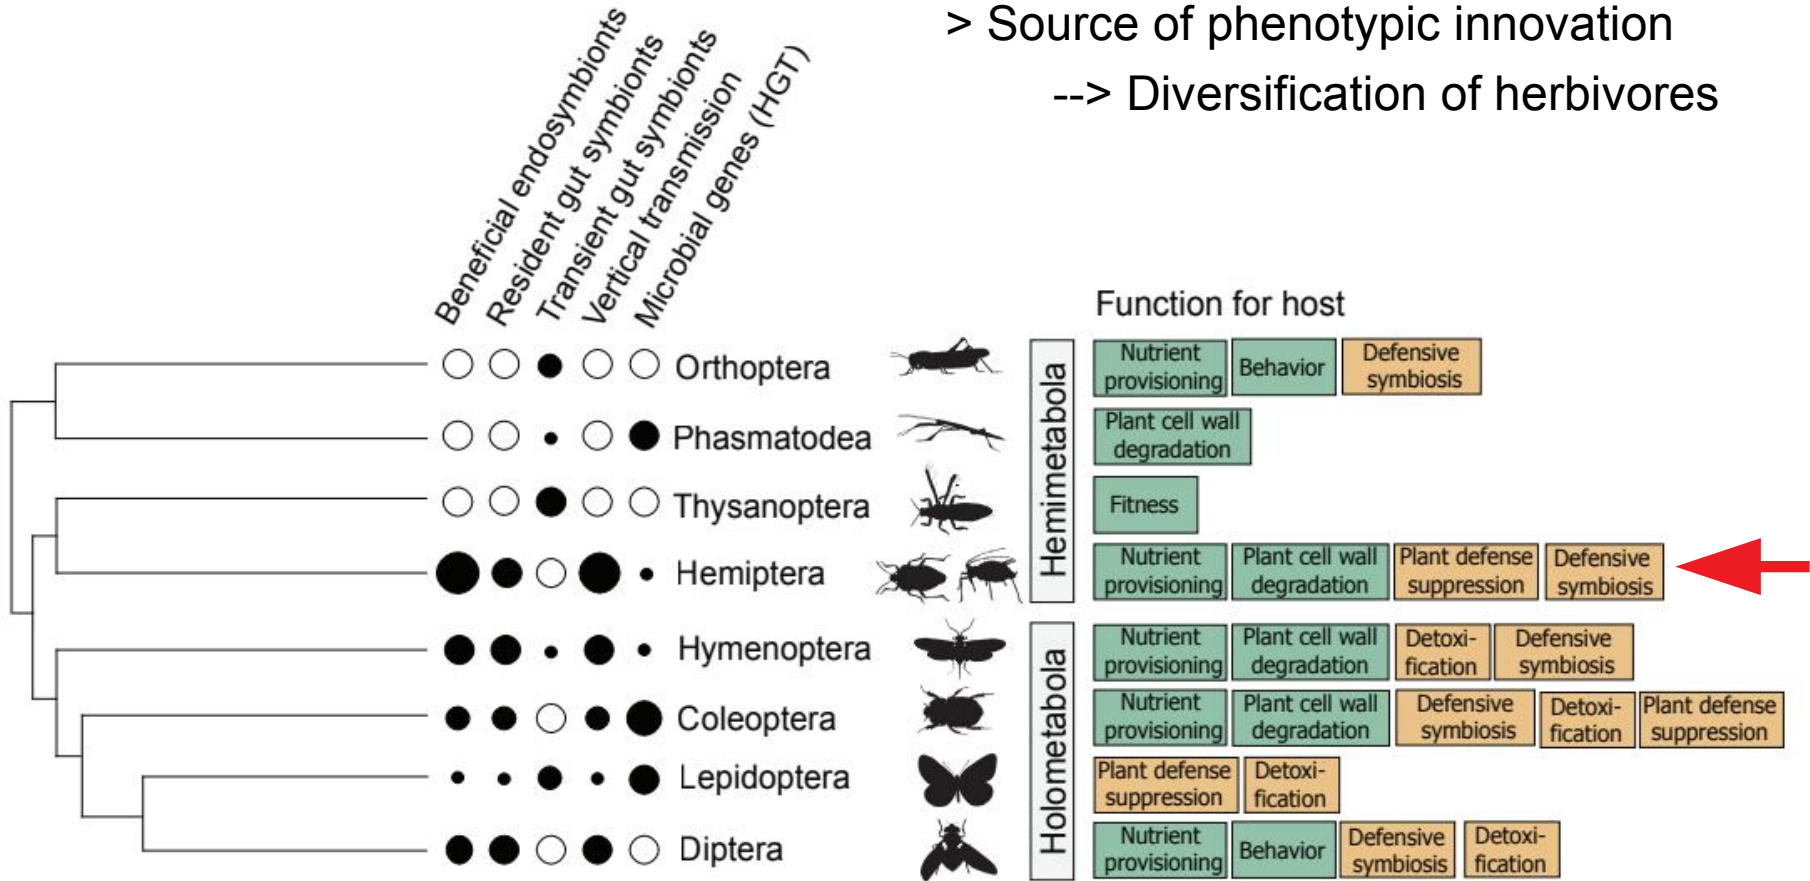 > Source of phenotypic innovation
--> Diversification of herbivores
Beneficial endosymbionts
Resident gut symbionts
Transient gut symbionts
Vertical transmission
Microbial genes (HGT)
Function for host
Hemimetabola
Orthoptera
Nutrient
provisioning
Behavior
Defensive
symbiosis
Phasmatodea
Plant cell wall
degradation
Thysanoptera
Fitness
Hemiptera
Nutrient
provisioning
Plant cell wall
degradation
Plant defense
suppression
Defensive
symbiosis
Holometabola
Hymenoptera
Nutrient
provisioning
Plant cell wall
degradation
Detoxi-
fication
Defensive
symbiosis
Coleoptera
Nutrient
provisioning
Plant cell wall
degradation
Defensive
symbiosis
Detoxi-
fication
Plant defense
suppression
Lepidoptera
Plant defense
suppression
Detoxi-
fication
Diptera
Nutrient
provisioning
Behavior
Defensive
symbiosis
Detoxi-
fication